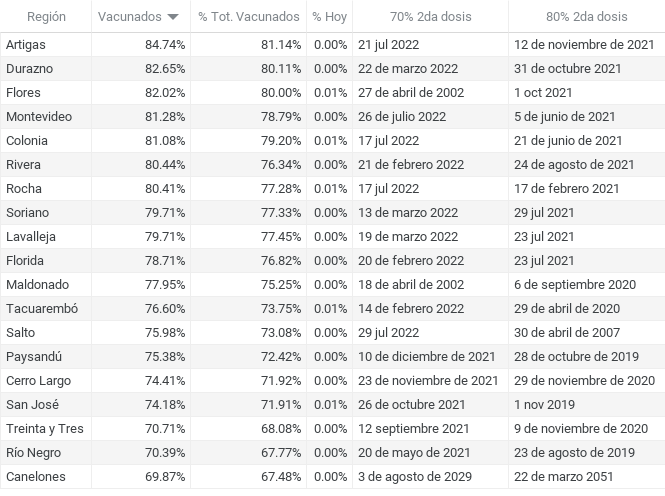 Región Vacunados % Tot. Vacunados % Hoy 70% 2da dosis 80% 2da dosis
Artigas 84.74% 81.14% 0.00% 21 jul 2022 12 de noviembre de 2021
Durazno 82.65% 80.11% 0.00% 22 de marzo 2022 31 de octubre 2021
Flores 82.02% 80.00% 0.01% 27 de abril de 2002 1 oct 2021
Montevideo 81.28% 78.79% 0.00% 26 de julio 2022 5 de junio de 2021
Colonia 81.08% 79.20% 0.01% 17 jul 2022 21 de junio de 2021
Rivera 80.44% 76.34% 0.00% 21 de febrero 2022 24 de agosto de 2021
Rocha 80.41% 77.28% 0.01% 17 jul 2022 17 de febrero 2021
Soriano 79.71% 77.33% 0.00% 13 de marzo 2022 29 jul 2021
Lavalleja 79.71% 77.45% 0.00% 19 de marzo 2022 23 jul 2021
Florida 78.71% 76.82% 0.00% 20 de febrero 2022 23 jul 2021
Maldonado 77.95% 75.25% 0.00% 18 de abril de 2002 6 de septiembre 2020
Tacuarembó 76.60% 73.75% 0.01% 14 de febrero 2022 29 de abril de 2020
Salto 75.98% 73.08% 0.00% 29 jul 2022 30 de abril de 2007
Paysandú 75.38% 72.42% 0.00% 10 de diciembre de 2021 28 de octubre de 2019
Cerro Largo 74.41% 71.92% 0.00% 23 de noviembre de 2021 29 de noviembre de 2020
San José 74.18% 71.91% 0.01% 26 de octubre 2021 1 nov 2019
Treinta y Tres 70.71% 68.08% 0.00% 12 septiembre 2021 9 de noviembre de 2020
Río Negro 70.39% 67.77% 0.00% 20 de mayo de 2021 23 de agosto de 2019
Canelones 69.87% 67.48% 0.00% 3 de agosto de 2029 22 de marzo 2051